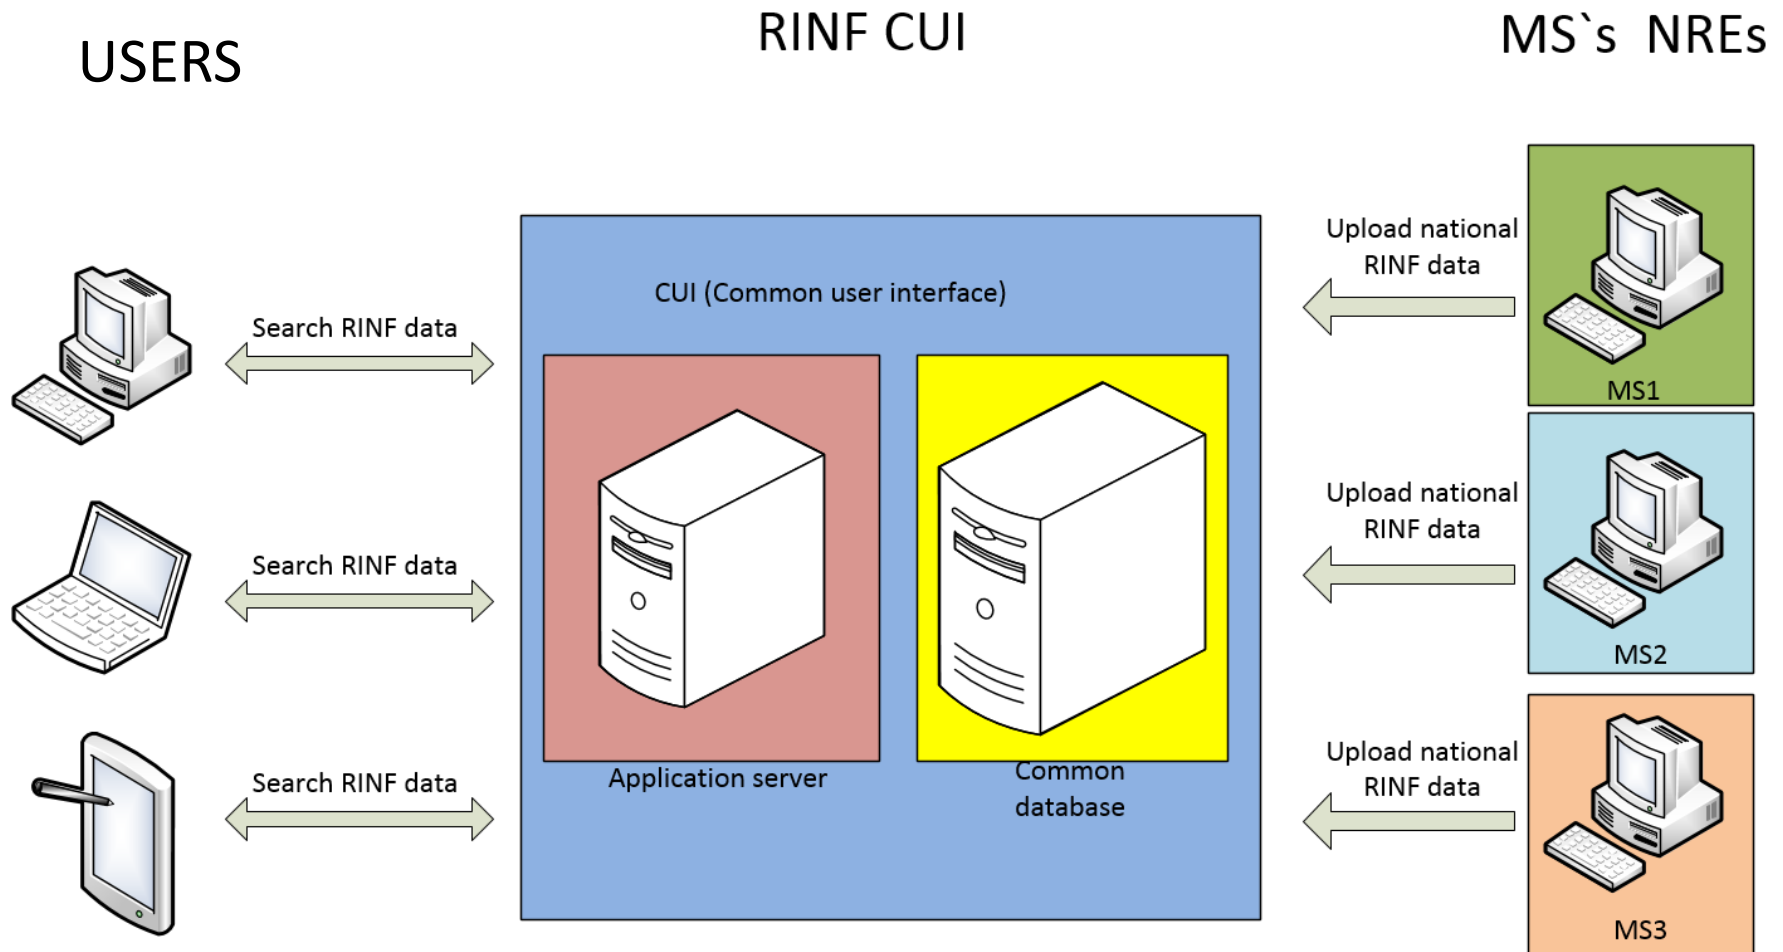 USERS
RINF CUI
MS`s NREs
CUI (Common user interface)
Search RINF data
Search RINF data
Search RINF data
Application server
Common
database
Upload national
RINF data
MS1
Upload national
RINF data
MS2
Upload national
RINF data
MS3